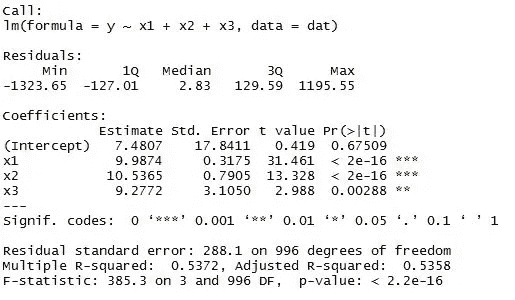 Call:
lm(formula = y ~ x1 + x2 + x3, data = dat)
Residuals:
Min 1Q Median 3Q Max
-1323.65 -127.01 2.83 129.59 1195.55
Coefficients:
Estimate Std. Error t value Pr(>|t|)
(Intercept) 7.4807 17.8411 0.419 0.67509
x1 9.9874 0.3175 31.461 < 2e-16 ***
x2 10.5365 0.7905 13.328 < 2e-16 ***
x3 9.2772 3.1050 2.988 0.00288 **
---
Signif. codes: 0 ‘***’ 0.001 ‘**’ 0.01 ‘*’ 0.05 ‘.’ 0.1 ‘ ’ 1
Residual standard error: 288.1 on 996 degrees of freedom
Multiple R-squared: 0.5372, Adjusted R-squared: 0.5358
F-statistic: 385.3 on 3 and 996 DF, p-value: < 2.2e-16